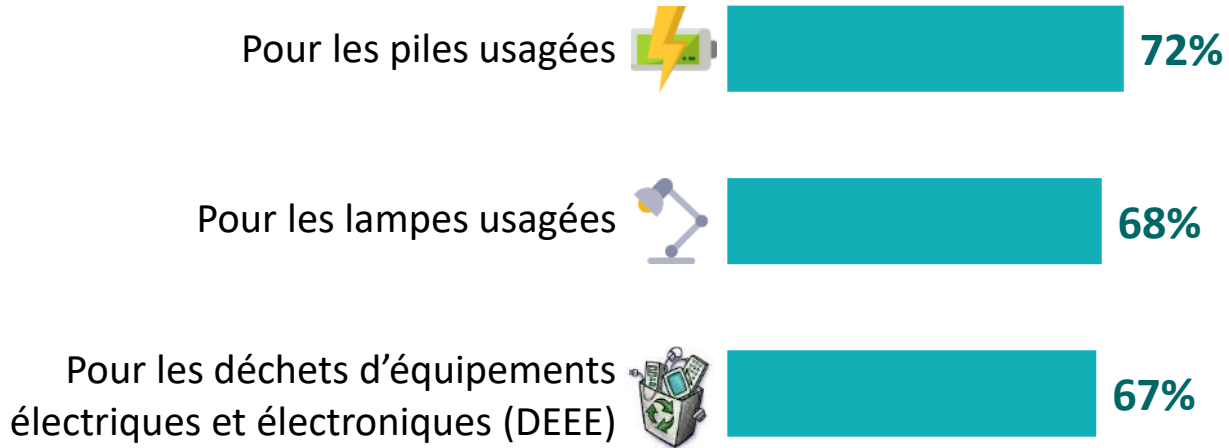 Pour les piles usagées 72%
Pour les lampes usagées 68%
Pour les déchets d’équipements
électriques et électroniques (DEEE) 67%